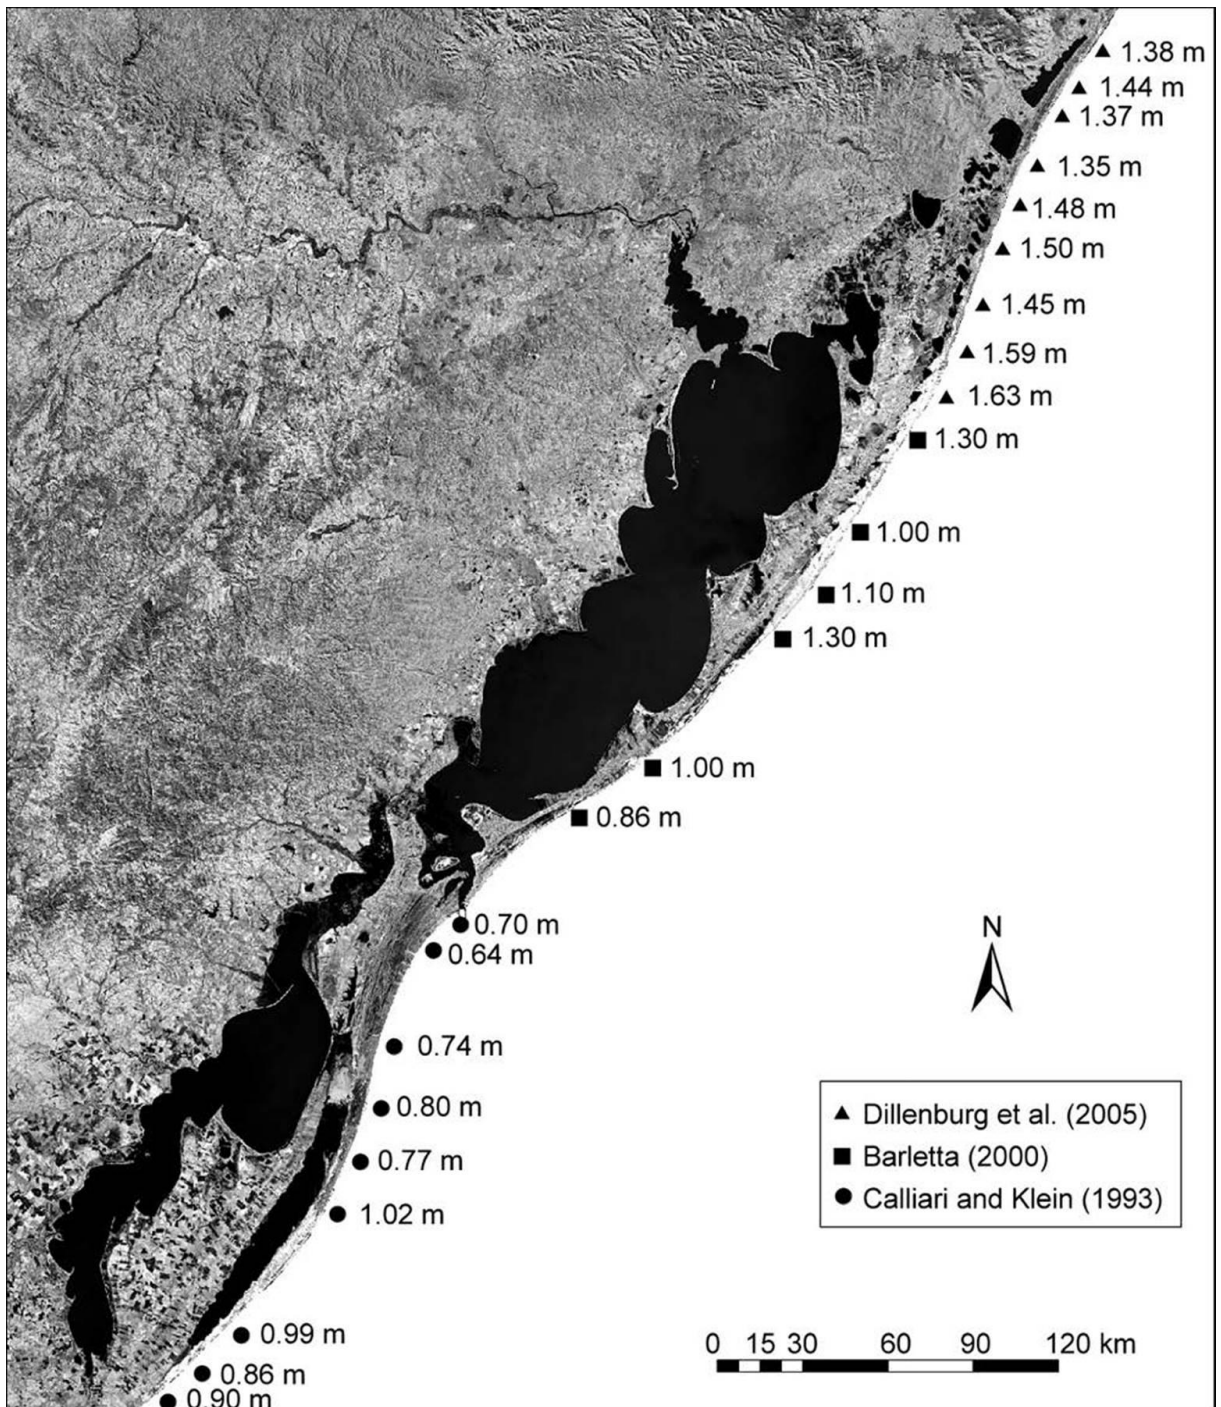 1.38 m
1.44 m
1.37 m
1.35 m
1.48 m
1.50 m
1.45 m
1.59 m
1.63 m
1.30 m
1.00 m
1.10 m
1.30 m
1.00 m
0.86 m
0.70 m
0.64 m
0.74 m
0.80 m
0.77 m
1.02 m
0.99 m
0.86 m
0.90 m
N
Dillenburg et al. (2005)
Barletta (2000)
Calliari and Klein (1993)
0 15 30 60 90 120 km